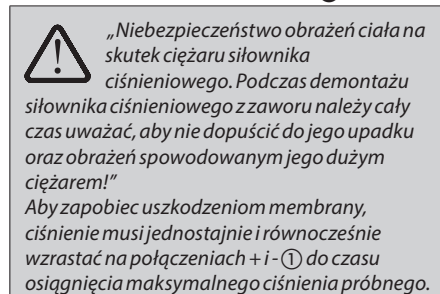 „Niebezpieczeństwo obrażeń ciała na
skutek ciężaru siłownika
ciśnieniowego. Podczas demontażu
siłownika ciśnieniowego z zaworu należy cały
czas uważać, aby nie dopuścić do jego upadku
oraz obrażeń spowodowanym jego dużym
ciężarem!”
Aby zapobiec uszkodzeniom membrany,
ciśnienie musi jednostajnie i równocześnie
wzrastać na połączeniach + i - ① do czasu
osiągnięcia maksymalnego ciśnienia próbnego.